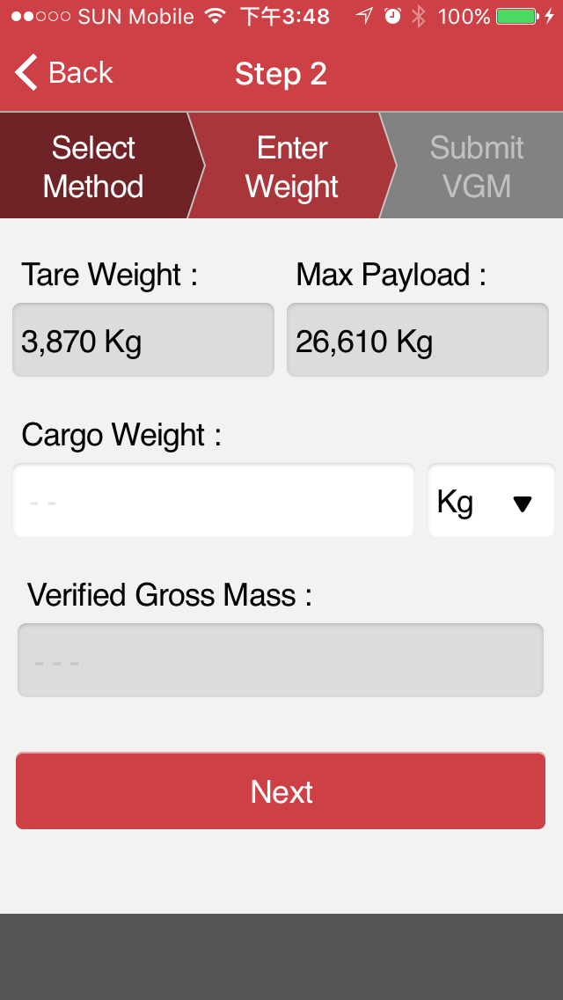 SUN Mobile 下午3:48 100%
Back Step 2
Select Method Enter Weight Submit VGM
Tare Weight : Max Payload :
3,870 Kg 26,610 Kg
Cargo Weight :
-- Kg
Verified Gross Mass :
---
Next